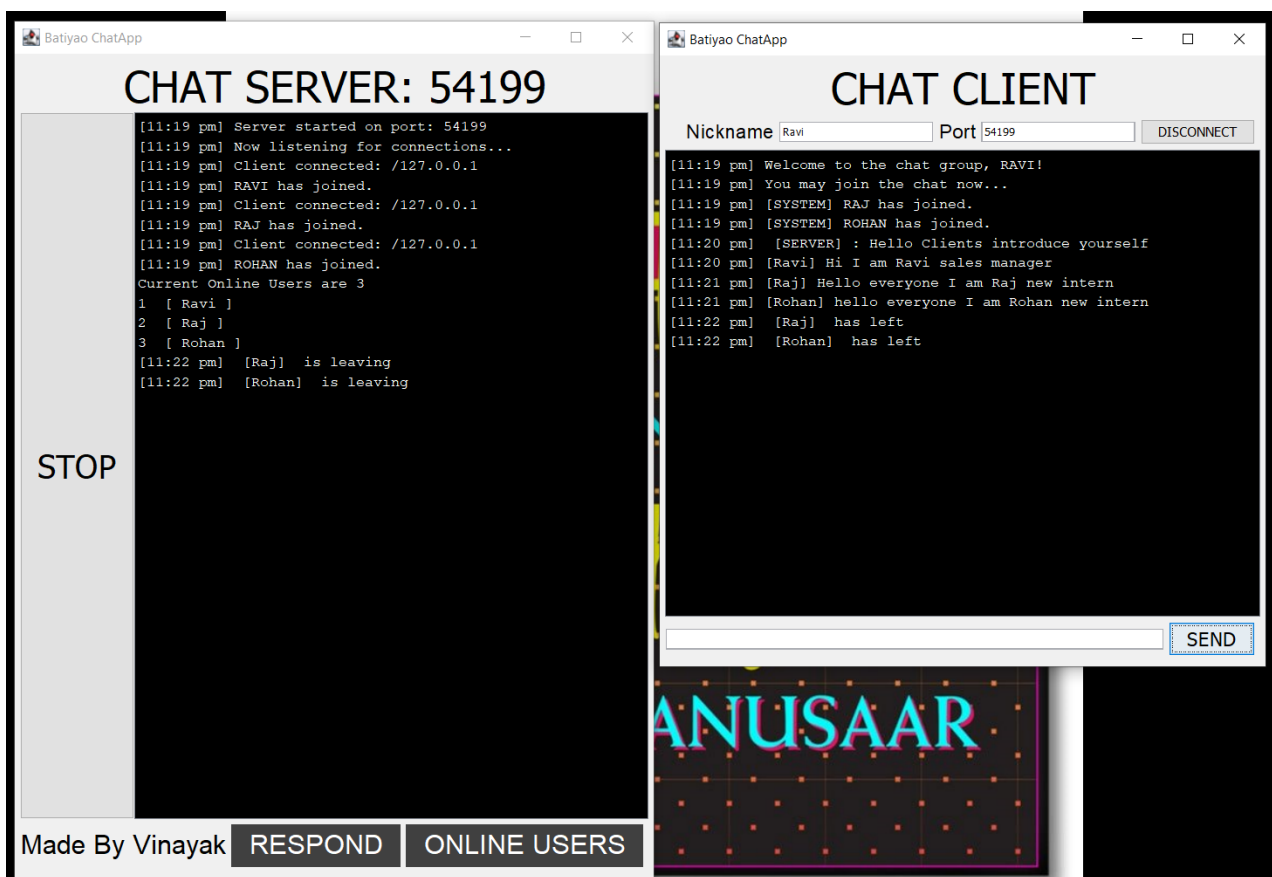 Batiyao ChatApp
CHAT SERVER: 54199
[11:19 pm] Server started on port: 54199
[11:19 pm] Now listening for connections...
[11:19 pm] Client connected: /127.0.0.1
[11:19 pm] RAVI has joined.
[11:19 pm] Client connected: /127.0.0.1
[11:19 pm] RAJ has joined.
[11:19 pm] Client connected: /127.0.0.1
[11:19 pm] ROHAN has joined.
Current Online Users are 3
1 [ Ravi ]
2 [ Raj ]
3 [ Rohan ]
[11:22 pm] [Raj] is leaving
[11:22 pm] [Rohan] is leaving
STOP
Made By Vinayak RESPOND ONLINE USERS
Batiyao ChatApp
CHAT CLIENT
Nickname Ravi Port 54199 DISCONNECT
[11:19 pm] Welcome to the chat group, RAVI!
[11:19 pm] You may join the chat now...
[11:19 pm] [SYSTEM] RAJ has joined.
[11:19 pm] [SYSTEM] ROHAN has joined.
[11:20 pm] [SERVER] : Hello Clients introduce yourself
[11:20 pm] [Ravi] Hi I am Ravi sales manager
[11:21 pm] [Raj] Hello everyone I am Raj new intern
[11:21 pm] [Rohan] hello everyone I am Rohan new intern
[11:22 pm] [Raj] has left
[11:22 pm] [Rohan] has left
SEND
ANUSAAR